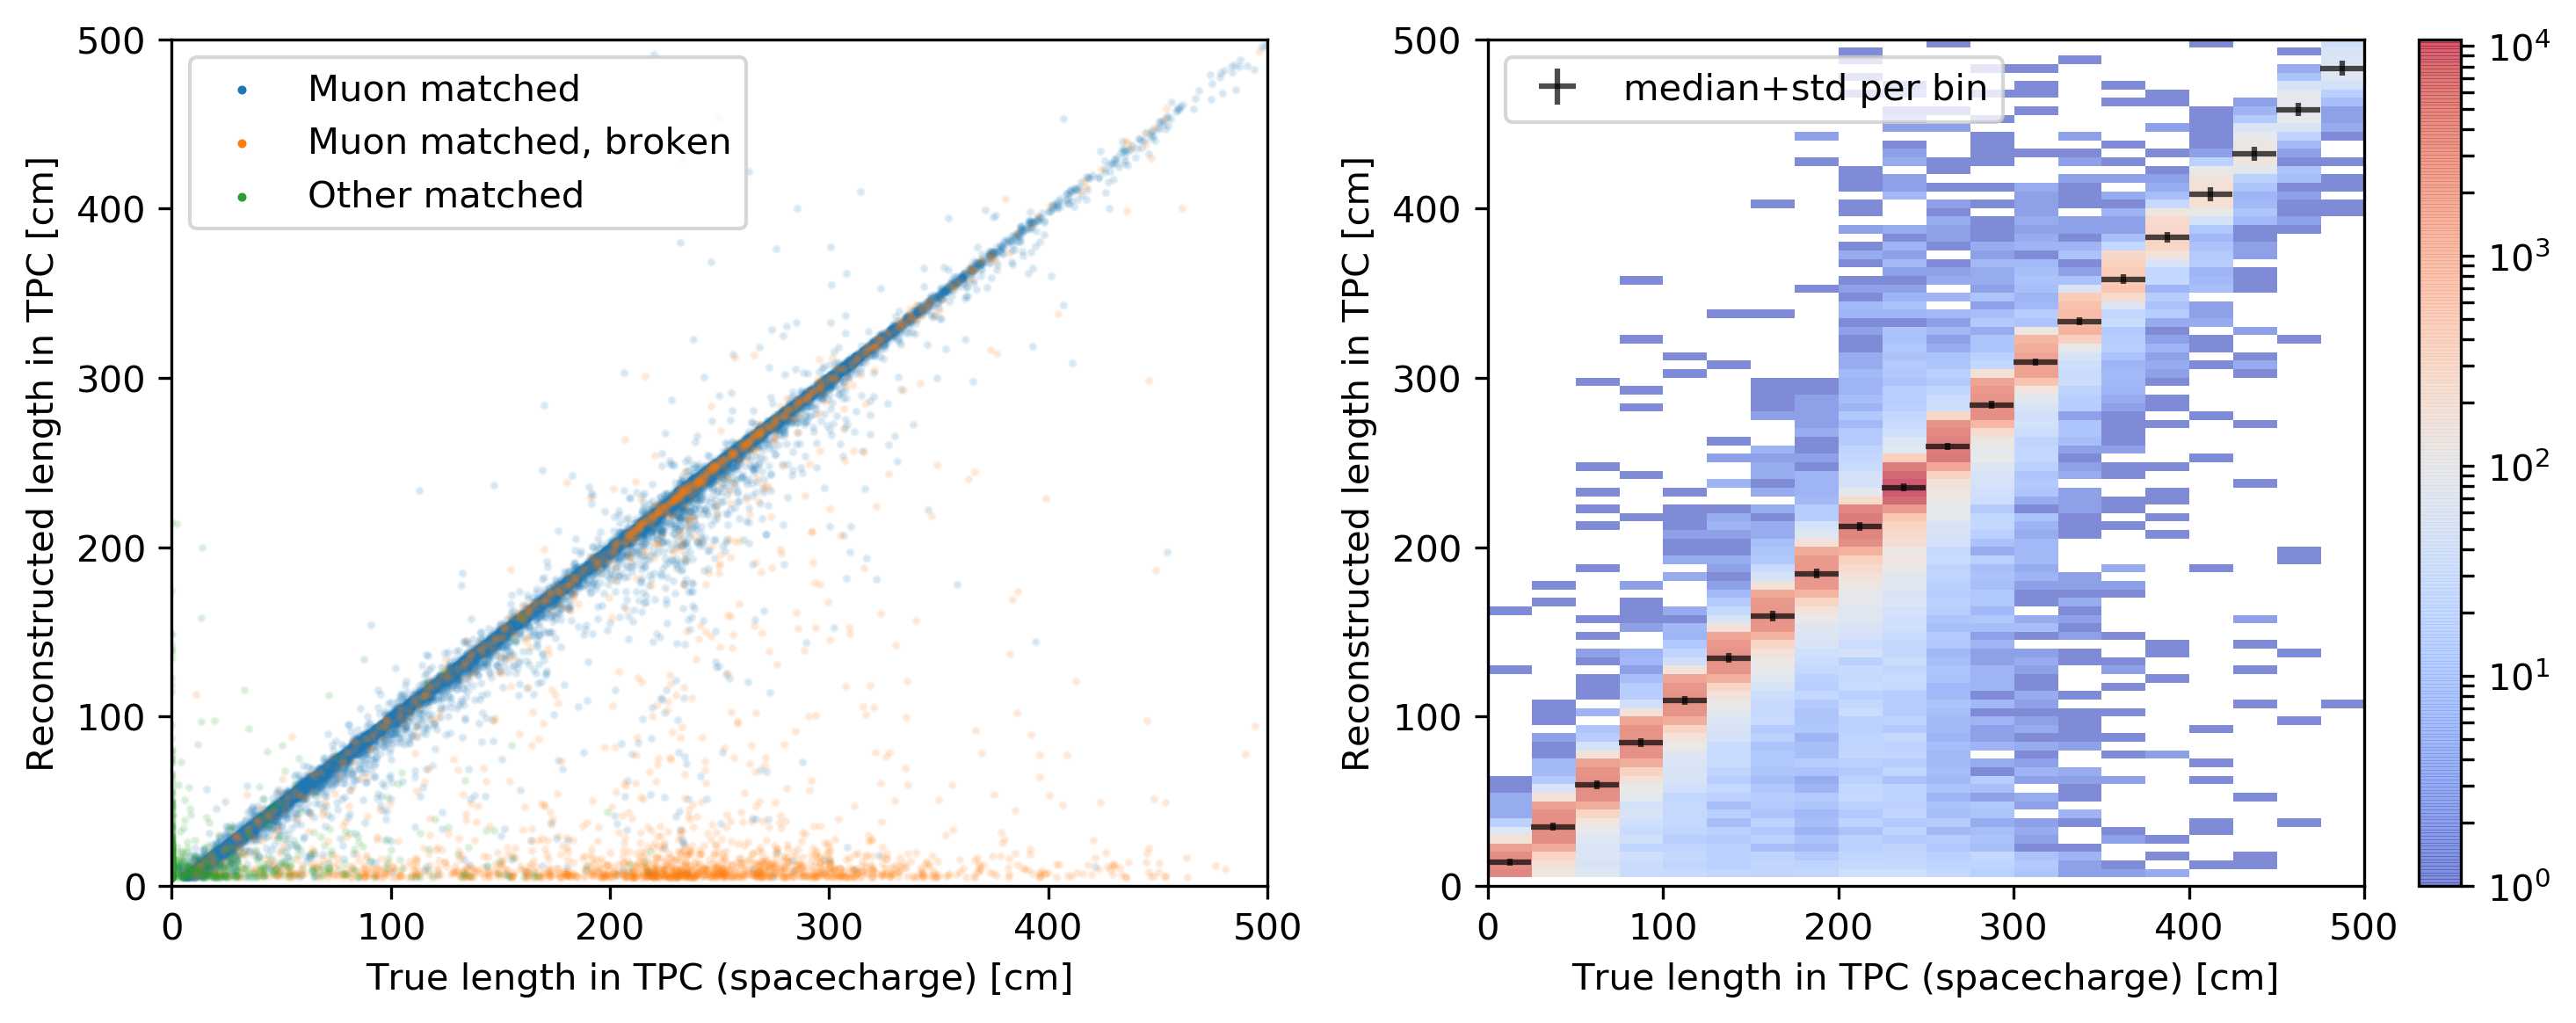 500
400
300
200
100
0
Reconstructed length in TPC [cm]
Muon matched
Muon matched, broken
Other matched
0 100 200 300 400 500
True length in TPC (spacecharge) [cm]
500
400
300
200
100
0
Reconstructed length in TPC [cm]
median+std per bin
0 100 200 300 400 500
True length in TPC (spacecharge) [cm]
10⁴
10³
10²
10¹
10⁰